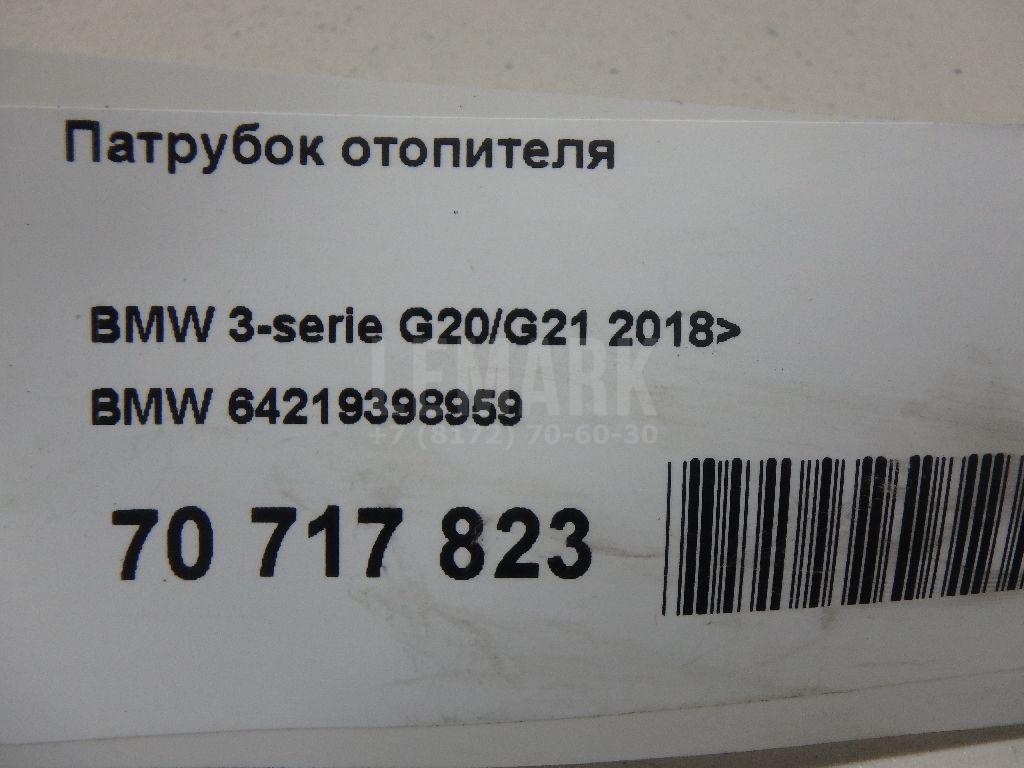 Патрубок отопителя
BMW 3-serie G20/G21 2018>
LEMARK
BMW 64219398959
+7 (8172) 70-60-30
70 717 823